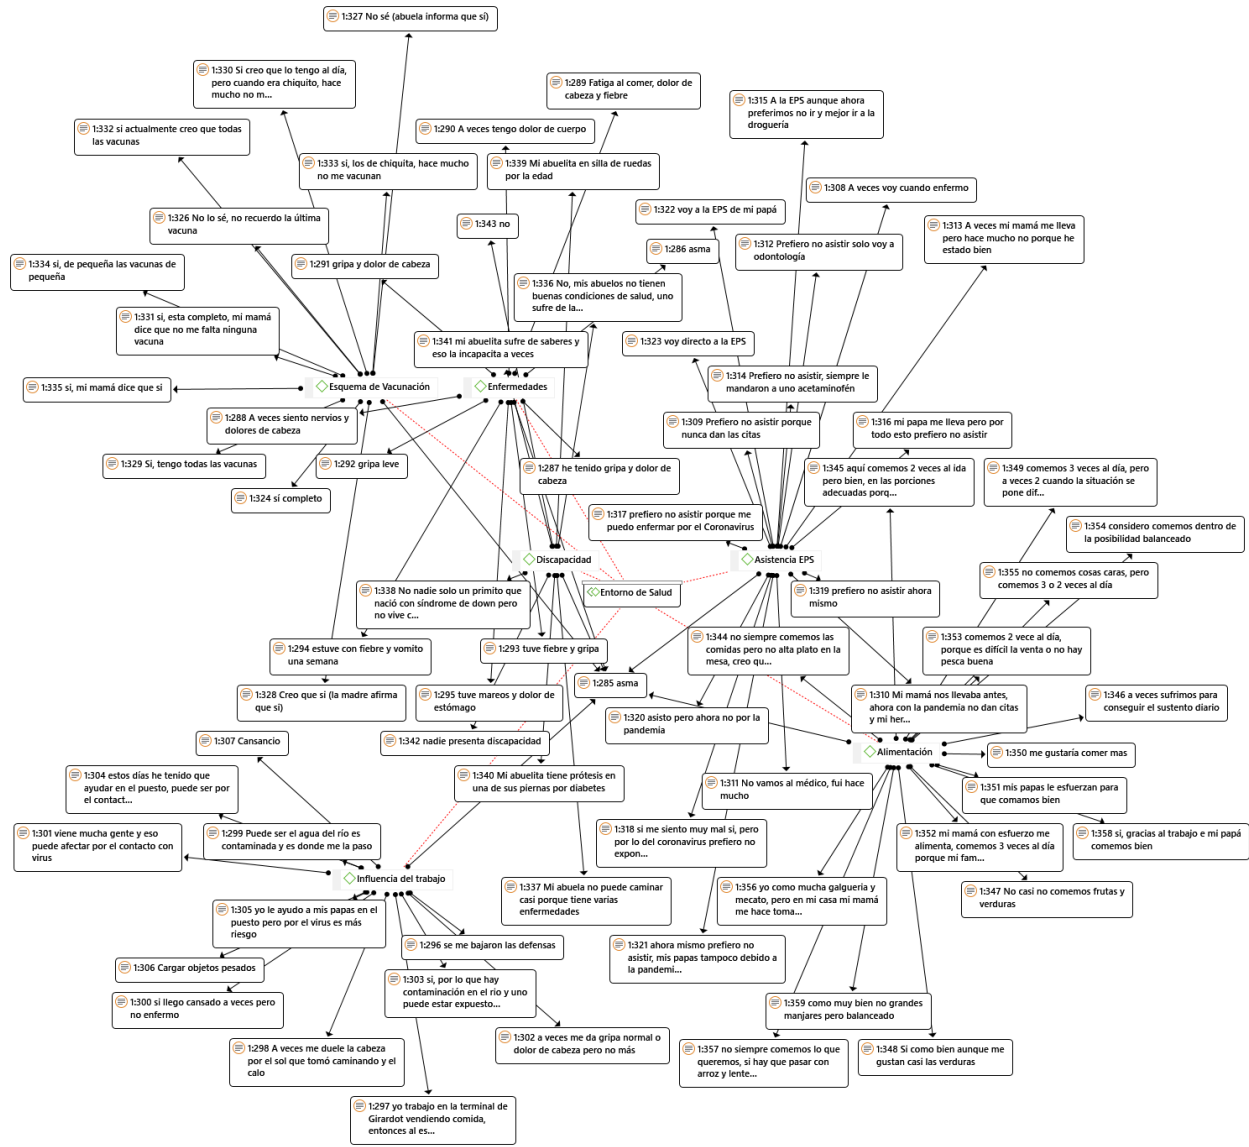 1:327 No sé (abuela informa que sí)
1:330 Si creo que lo tengo al día,
pero cuando era chiquito, hace
mucho no m...
1:289 Fatiga al comer, dolor de
cabeza y fiebre
1:315 A la EPS aunque ahora
preferimos no ir y mejor ir a la
droguería
1:332 si actualmente creo que todas
las vacunas
1:290 A veces tengo dolor de cuerpo
1:333 si, los de chiquita, hace mucho
no me vacunan
1:339 Mi abuelita en silla de ruedas
por la edad
1:308 A veces voy cuando enfermo
1:322 voy a la EPS de mi papá
1:326 No lo sé, no recuerdo la última
vacuna
1:343 no
1:313 A veces mi mamá me lleva
pero hace mucho no porque he
estado bien
1:312 Prefiero no asistir solo voy a
odontología
1:286 asma
1:334 si, de pequeña las vacunas de
pequeña
1:291 gripa y dolor de cabeza
1:336 No, mis abuelos no tienen
buenas condiciones de salud, uno
sufre de la...
1:331 si, esta completo, mi mamá
dice que no me falta ninguna
vacuna
1:341 mi abuelita sufre de saberes y
eso la incapacita a veces
1:323 voy directo a la EPS
1:335 si, mi mamá dice que si
Esquema de Vacunación
Enfermedades
1:314 Prefiero no asistir, siempre le
mandaron a uno acetaminofén
1:288 A veces siento nervios y
dolores de cabeza
1:309 Prefiero no asistir porque
nunca dan las citas
1:316 mi papa me lleva pero por
todo esto prefiero no asistir
1:329 Si, tengo todas las vacunas
1:292 gripa leve
1:287 he tenido gripa y dolor de
cabeza
1:345 aquí comemos 2 veces al ida
pero bien, en las porciones
adecuadas porq...
1:349 comemos 3 veces al día, pero
a veces 2 cuando la situación se
pone dif...
1:324 sí completo
1:317 prefiero no asistir porque me
puedo enfermar por el Coronavirus
1:354 considero comemos dentro de
la posibilidad balanceado
Discapacidad
Asistencia EPS
1:355 no comemos cosas caras, pero
comemos 3 o 2 veces al día
Entorno de Salud
1:338 No nadie solo un primito que
nació con síndrome de down pero
no vive c...
1:319 prefiero no asistir ahora
mismo
1:294 estuve con fiebre y vomito
una semana
1:293 tuve fiebre y gripa
1:344 no siempre comemos las
comidas pero no alta plato en la
mesa, creo qu...
1:353 comemos 2 vece al día,
porque es difícil la venta o no hay
pesca buena
1:285 asma
1:328 Creo que si (la madre afirma
que sí)
1:295 tuve mareos y dolor de
estómago
1:310 Mi mamá nos llevaba antes,
ahora con la pandemia no dan citas
y mi her...
1:346 a veces sufrimos para
conseguir el sustento diario
1:320 asisto pero ahora no por la
pandemia
1:307 Cansancio
1:342 nadie presenta discapacidad
Alimentación
1:350 me gustaría comer mas
1:304 estos días he tenido que
ayudar en el puesto, puede ser por
el contact...
1:340 Mi abuelita tiene prótesis en
una de sus piernas por diabetes
1:311 No vamos al médico, fui hace
mucho
1:351 mis papas le esfuerzan para
que comamos bien
1:301 viene mucha gente y eso
puede afectar por el contacto con
virus
1:299 Puede ser el agua del río es
contaminada y es donde me la paso
1:318 si me siento muy mal si, pero
por lo del coronavirus prefiero no
expon...
1:352 mi mamá con esfuerzo me
alimenta, comemos 3 veces al día
porque mi fam...
1:358 si, gracias al trabajo e mi papá
comemos bien
Influencia del trabajo
1:337 Mi abuela no puede caminar
casi porque tiene varias
enfermedades
1:356 yo como mucha galgueria y
mecato, pero en mi casa mi mamá
me hace toma...
1:347 No casi no comemos frutas y
verduras
1:305 yo le ayudo a mis papas en el
puesto pero por el virus es más
riesgo
1:296 se me bajaron las defensas
1:321 ahora mismo prefiero no
asistir, mis papas tampoco debido a
la pandemi...
1:306 Cargar objetos pesados
1:303 si, por lo que hay
contaminación en el rio y uno
puede estar expuesto...
1:300 si llego cansado a veces pero
no enfermo
1:359 como muy bien no grandes
manjares pero balanceado
1:298 A veces me duele la cabeza
por el sol que tomó caminando y el
calo
1:302 a veces me da gripa normal o
dolor de cabeza pero no más
1:357 no siempre comemos lo que
queremos, si hay que pasar con
arroz y lente...
1:348 Si como bien aunque me
gustan casi las verduras
1:297 yo trabajo en la terminal de
Girardot vendiendo comida,
entonces al es...